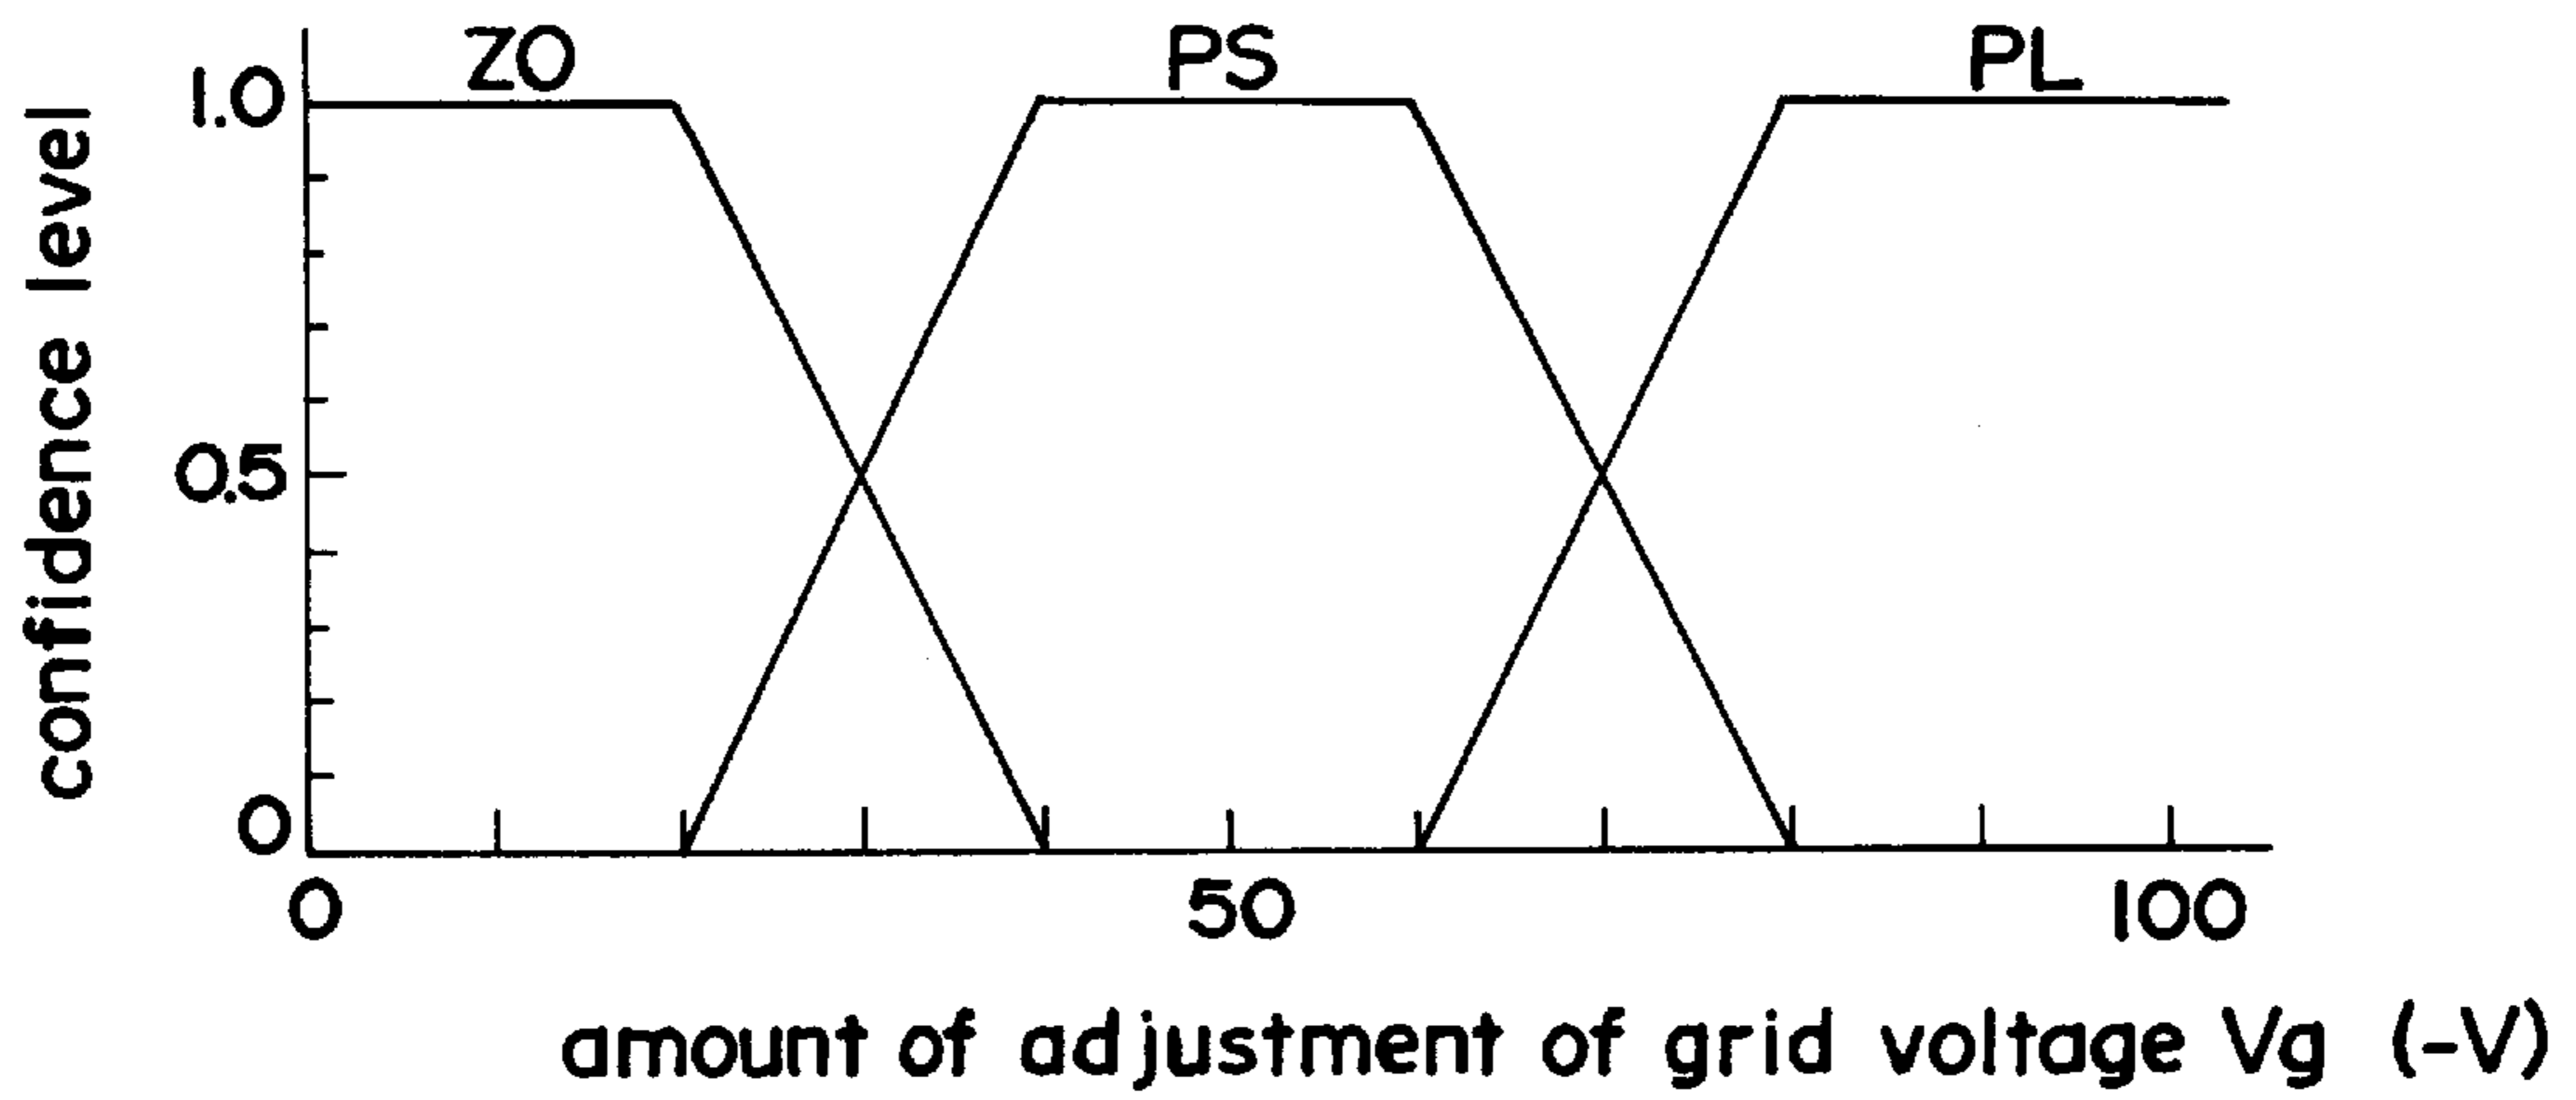 ZO PS PL
1.0
0.5
0
0 50 100
confidence level
amount of adjustment of grid voltage Vg (-V)